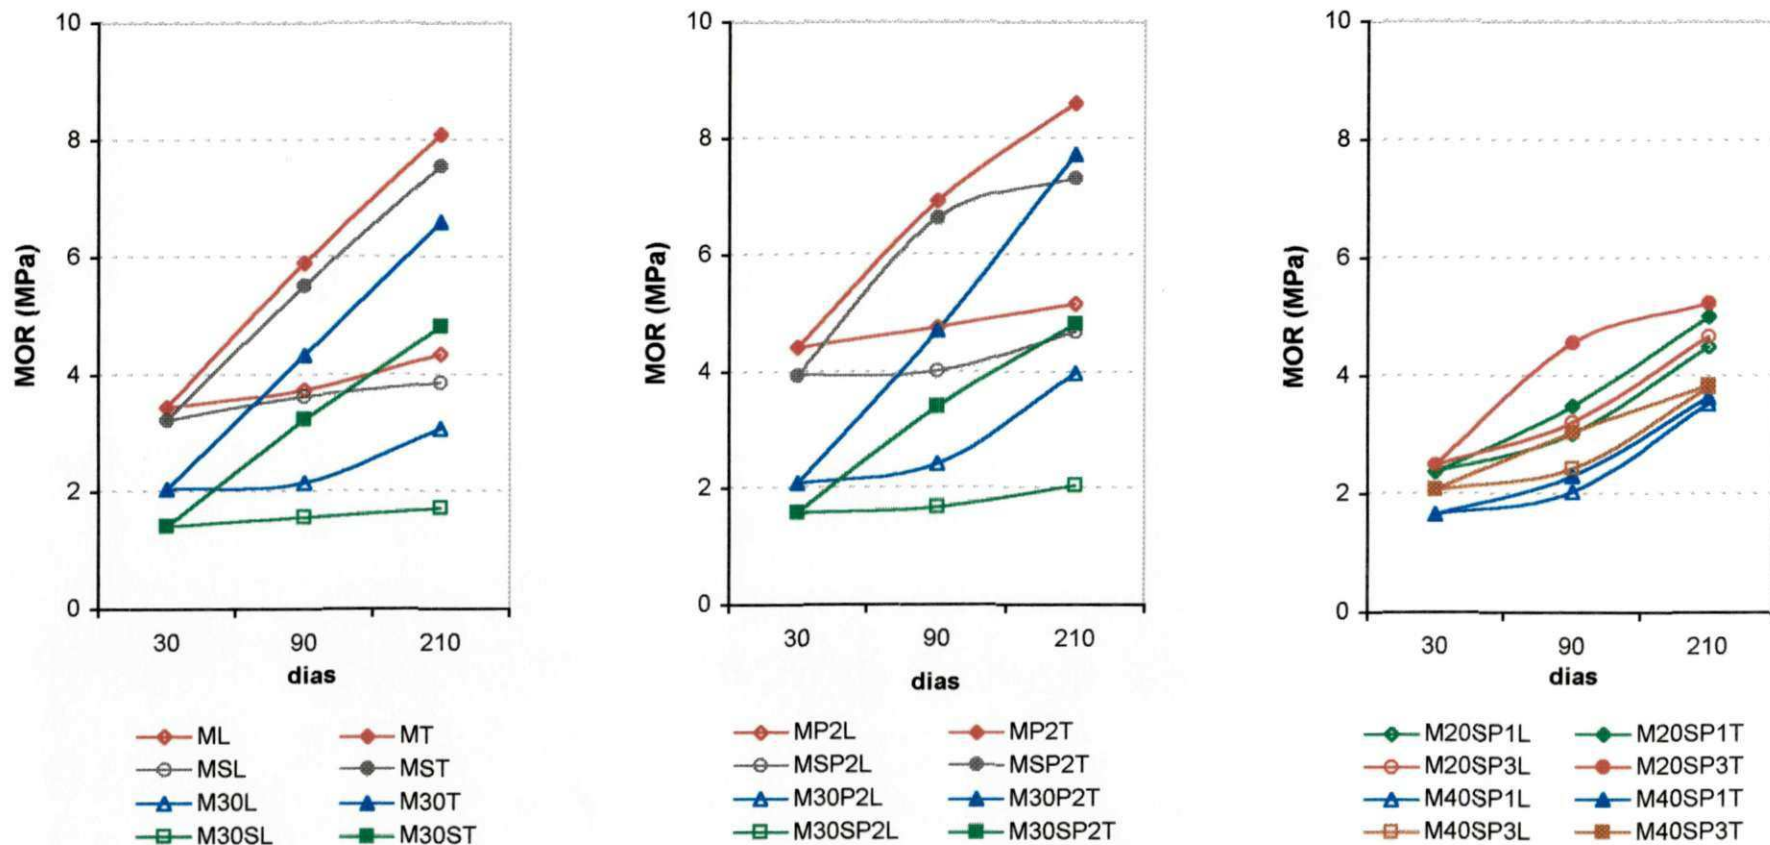 10
8
6
4
2
0
MOR (MPa)
30 90 210
dias
ML MT
MSL MST
M30L M30T
M30SL M30ST
10
8
6
4
2
0
MOR (MPa)
30 90 210
dias
MP2L MP2T
MSP2L MSP2T
M30P2L M30P2T
M30SP2L M30SP2T
10
8
6
4
2
0
MOR (MPa)
30 90 210
dias
M20SP1L M20SP1T
M20SP3L M20SP3T
M40SP1L M40SP1T
M40SP3L M40SP3T